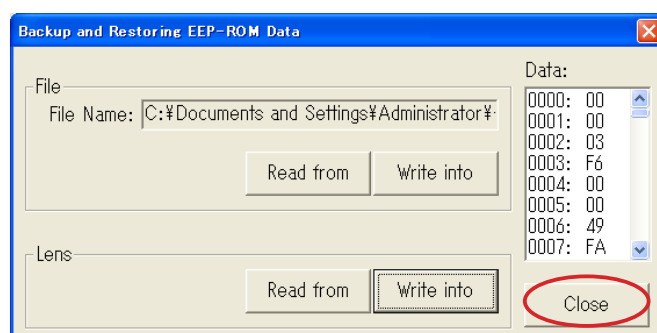 Backup and Restoring EEP-ROM Data
File
File Name: C:¥Documents and Settings¥Administrator¥
Read from
Write into
Lens
Read from
Write into
Data:
0000: 00
0001: 00
0002: 03
0003: F6
0004: 00
0005: 00
0006: 49
0007: FA
Close